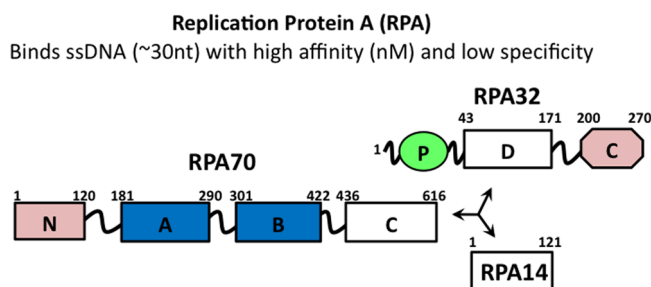 Replication Protein A (RPA)
Binds ssDNA (~30nt) with high affinity (nM) and low specificity
RPA32
43 171 200 270
1 P D C
RPA70
1 120 181 290 301 422 436 616
N A B C
1 121
RPA14